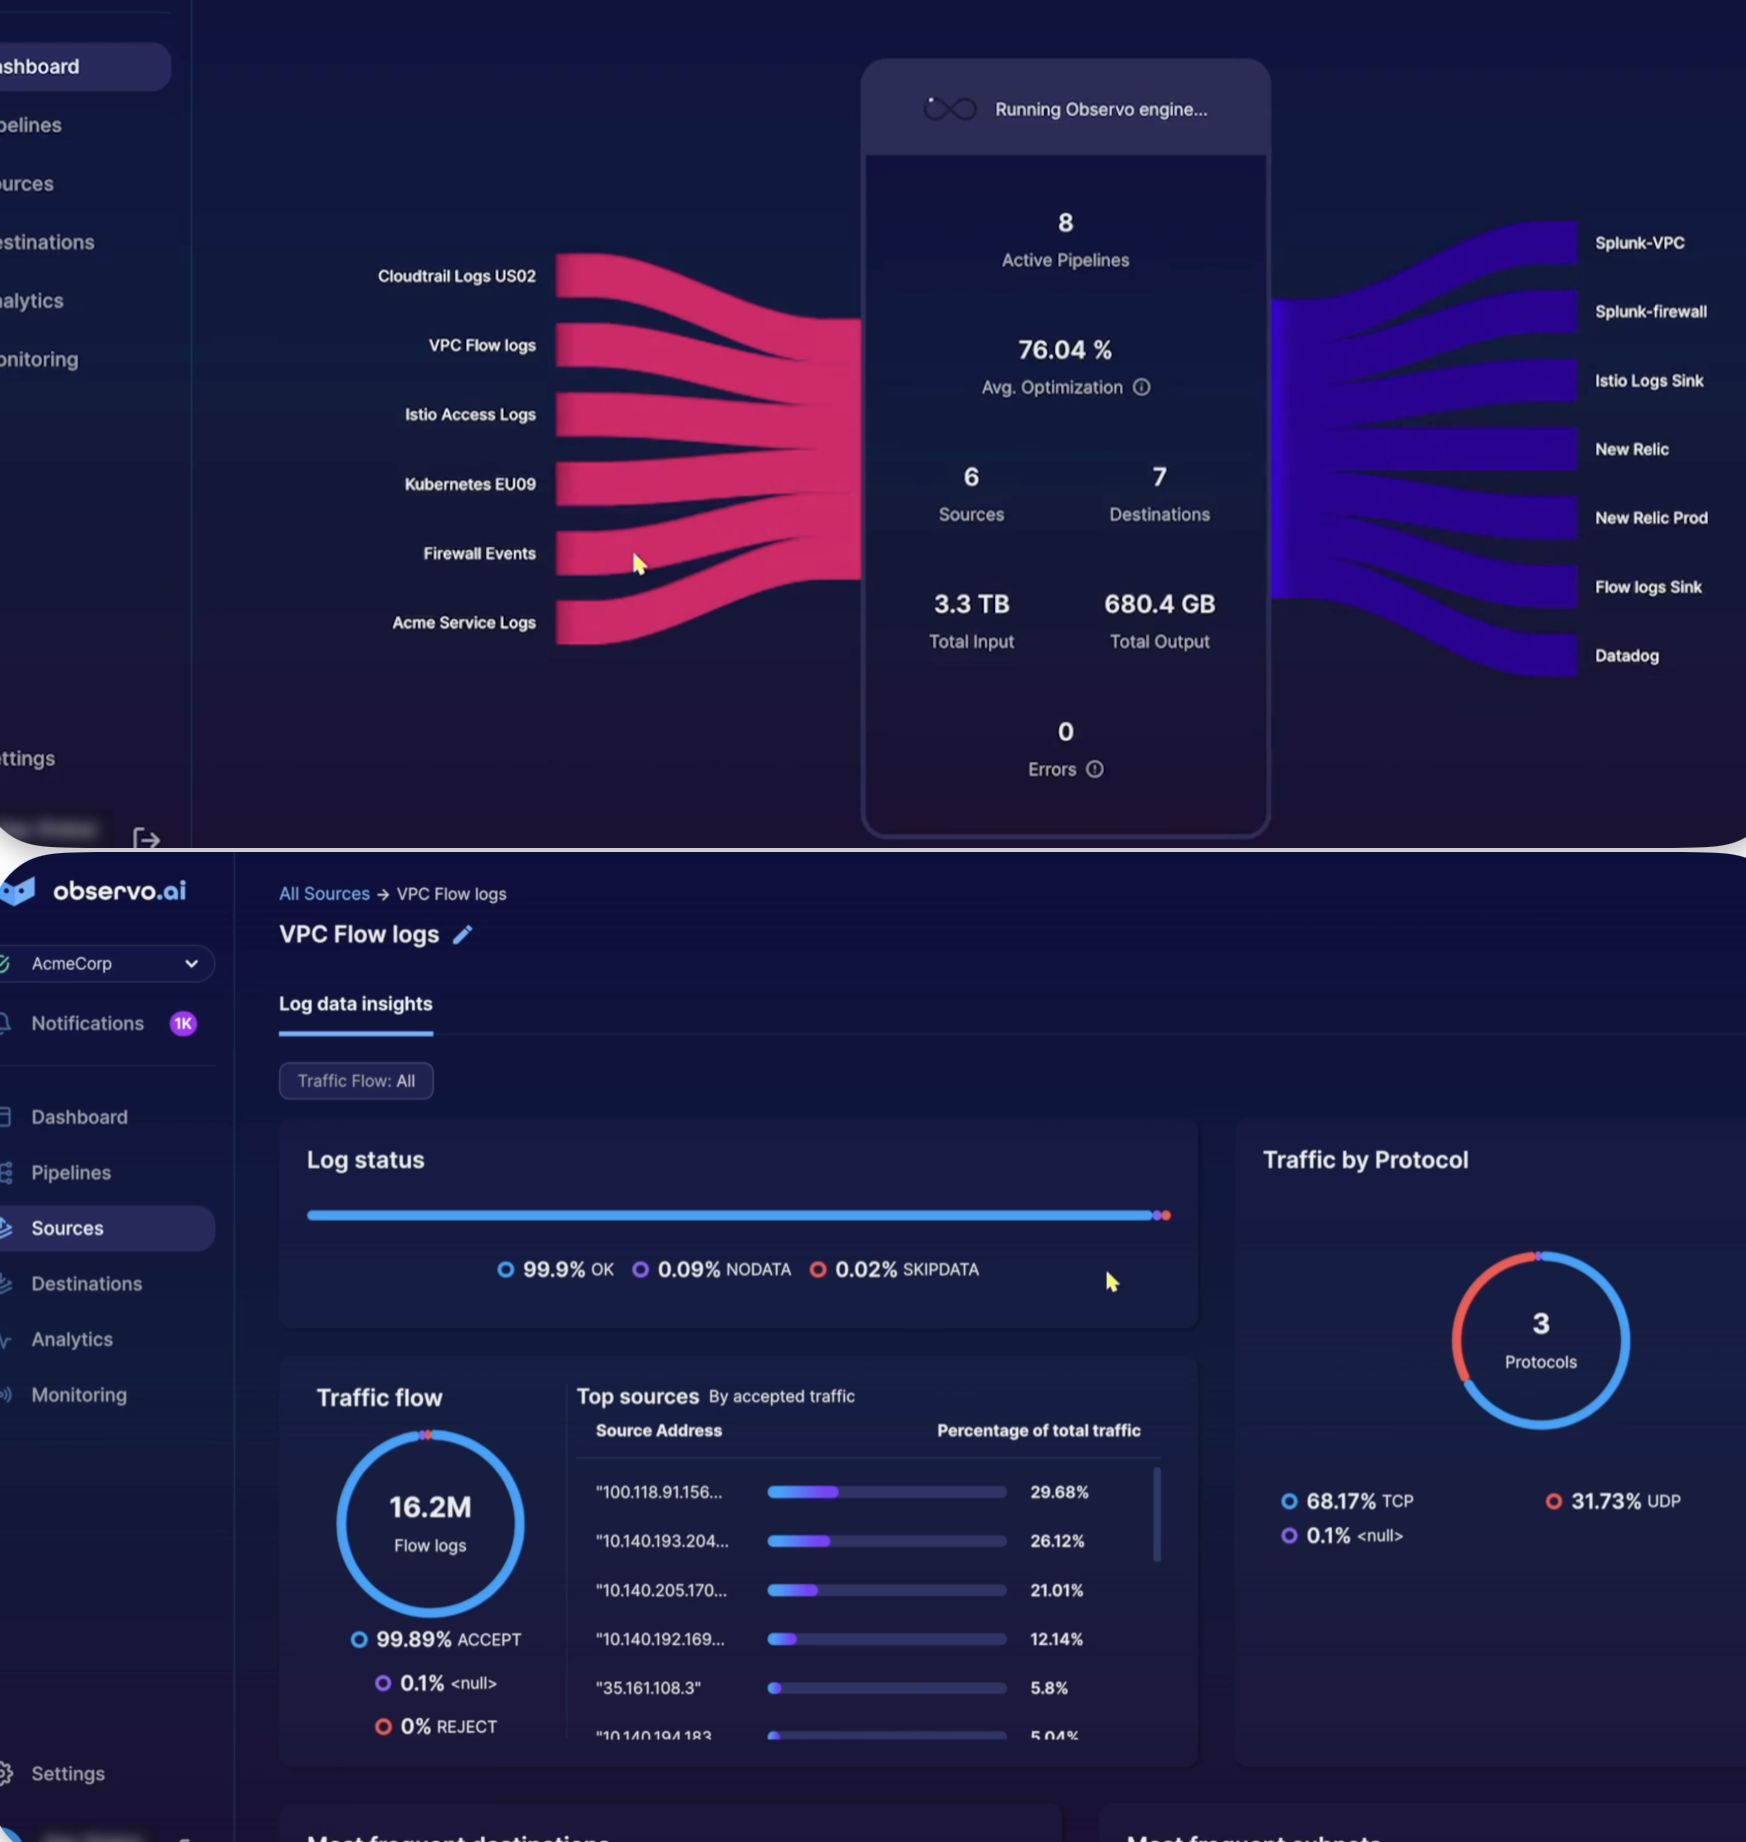 ashboard
pelines
urces
estinations
alytics
onitoring
ttings
Cloudtrail Logs US02
VPC Flow logs
Istio Access Logs
Kubernetes EU09
Firewall Events
Acme Service Logs
Running Observo engine...
8
Active Pipelines
76.04 %
Avg. Optimization
6
Sources
7
Destinations
3.3 TB
Total Input
680.4 GB
Total Output
0
Errors
Splunk-VPC
Splunk-firewall
Istio Logs Sink
New Relic
New Relic Prod
Flow logs Sink
Datadog
observo.ai
AcmeCorp
Notifications 1K
Dashboard
Pipelines
Sources
Destinations
Analytics
Monitoring
Settings
All Sources → VPC Flow logs
VPC Flow logs
Log data insights
Traffic Flow: All
Log status
99.9% OK 0.09% NODATA 0.02% SKIPDATA
Traffic flow
16.2M
Flow logs
99.89% ACCEPT
0.1% <null>
0% REJECT
Top sources By accepted traffic
Source Address Percentage of total traffic
"100.118.91.156... 29.68%
"10.140.193.204... 26.12%
"10.140.205.170... 21.01%
"10.140.192.169... 12.14%
"35.161.108.3" 5.8%
"10.140.194.183 5.04%
Traffic by Protocol
3
Protocols
68.17% TCP 31.73% UDP
0.1% <null>
Most frequent destinations
Most frequent subnets